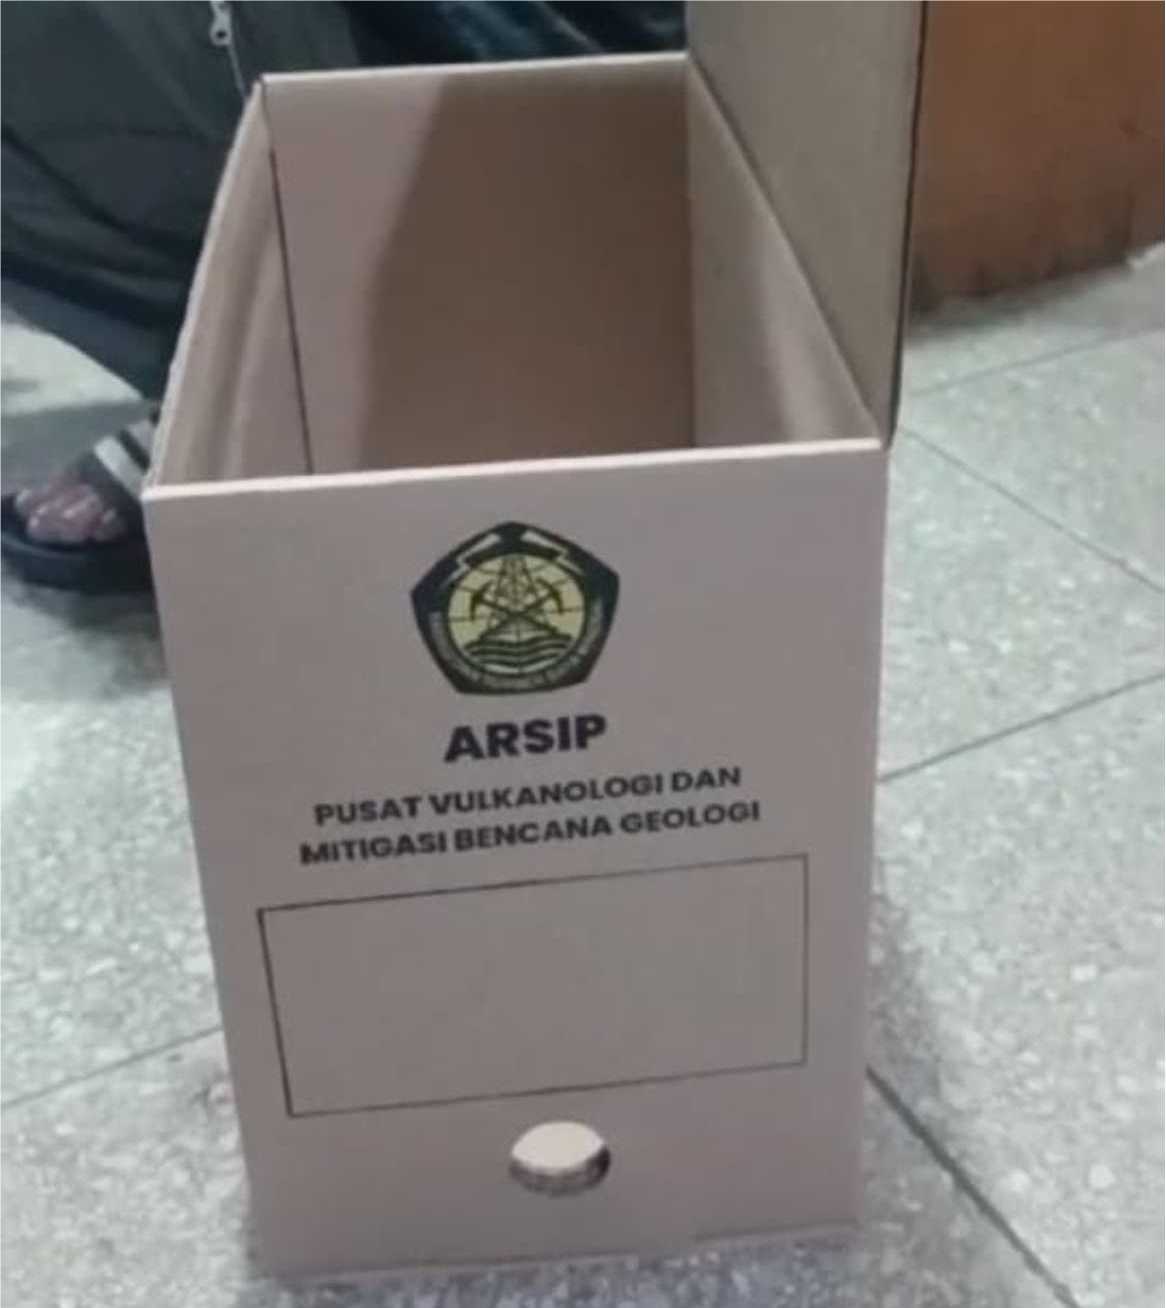 ARSIP
PUSAT VULKANOLOGI DAN
MITIGASI BENCANA GEOLOGI